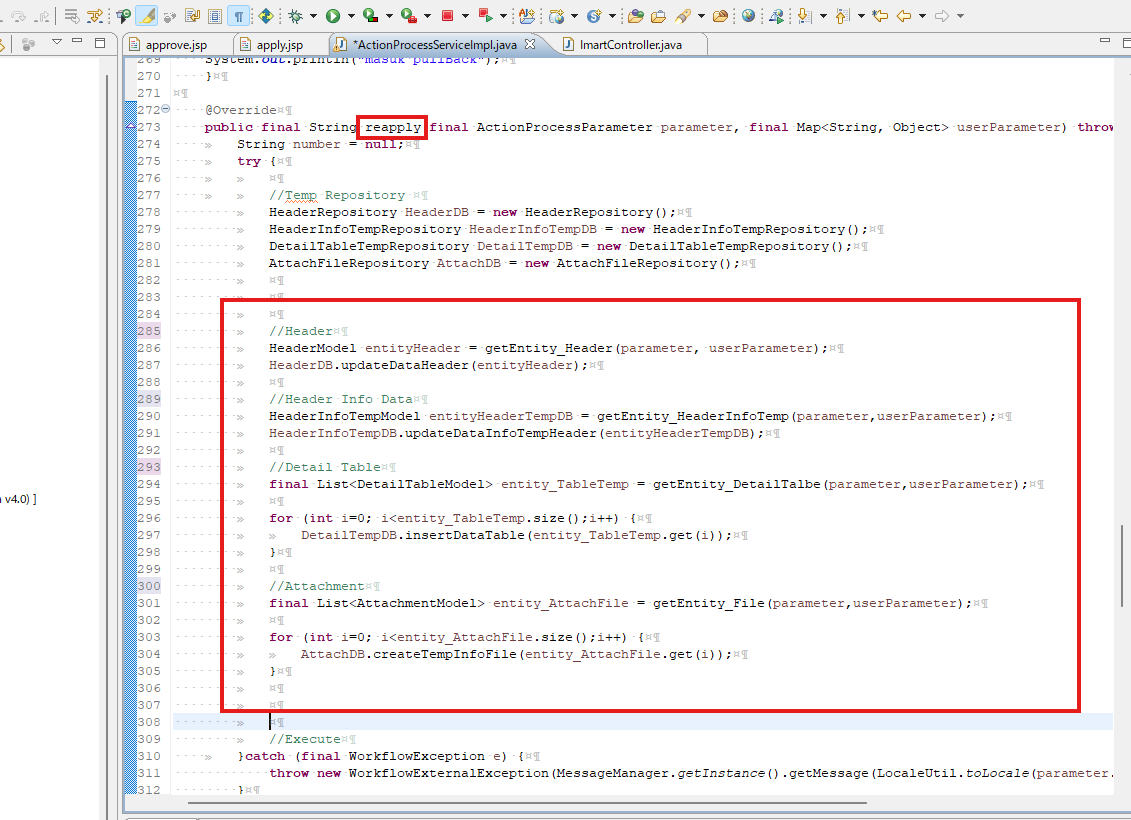 approve.jsp
apply.jsp
*ActionProcessServiceImpl.java
ImartController.java
269 System.out.println("masuk pullBack");
270 }
271
272 @Override
273 public final String reapply final ActionProcessParameter parameter, final Map<String, Object> userParameter) throw
274 String number = null;
275 try {
276
277 //Temp Repository
278 HeaderRepository HeaderDB = new HeaderRepository();
279 HeaderInfoTempRepository HeaderInfoTempDB = new HeaderInfoTempRepository();
280 DetailTableTempRepository DetailTempDB = new DetailTableTempRepository();
281 AttachFileRepository AttachDB = new AttachFileRepository();
282
283
284
285 //Header
286 HeaderModel entityHeader = getEntity_Header(parameter, userParameter);
287 HeaderDB.updateDataHeader(entityHeader);
288
289 //Header Info Data
290 HeaderInfoTempModel entityHeaderTempDB = getEntity_HeaderInfoTemp(parameter,userParameter);
291 HeaderInfoTempDB.updateDataInfoTempHeader(entityHeaderTempDB);
292
293 //Detail Table
294 final List<DetailTableModel> entity_TableTemp = getEntity_DetailTalbe(parameter,userParameter);
295
296 for (int i=0; i<entity_TableTemp.size();i++) {
297 DetailTempDB.insertDataTable(entity_TableTemp.get(i));
298 }
299
300 //Attachment
301 final List<AttachmentModel> entity_AttachFile = getEntity_File(parameter,userParameter);
302
303 for (int i=0; i<entity_AttachFile.size();i++) {
304 AttachDB.createTempInfoFile(entity_AttachFile.get(i));
305 }
306
307
308
309 //Execute
310 }catch (final WorkflowException e) {
311 throw new WorkflowExternalException(MessageManager.getInstance().getMessage(LocaleUtil.toLocale(parameter.
312 }
v4.0) ]